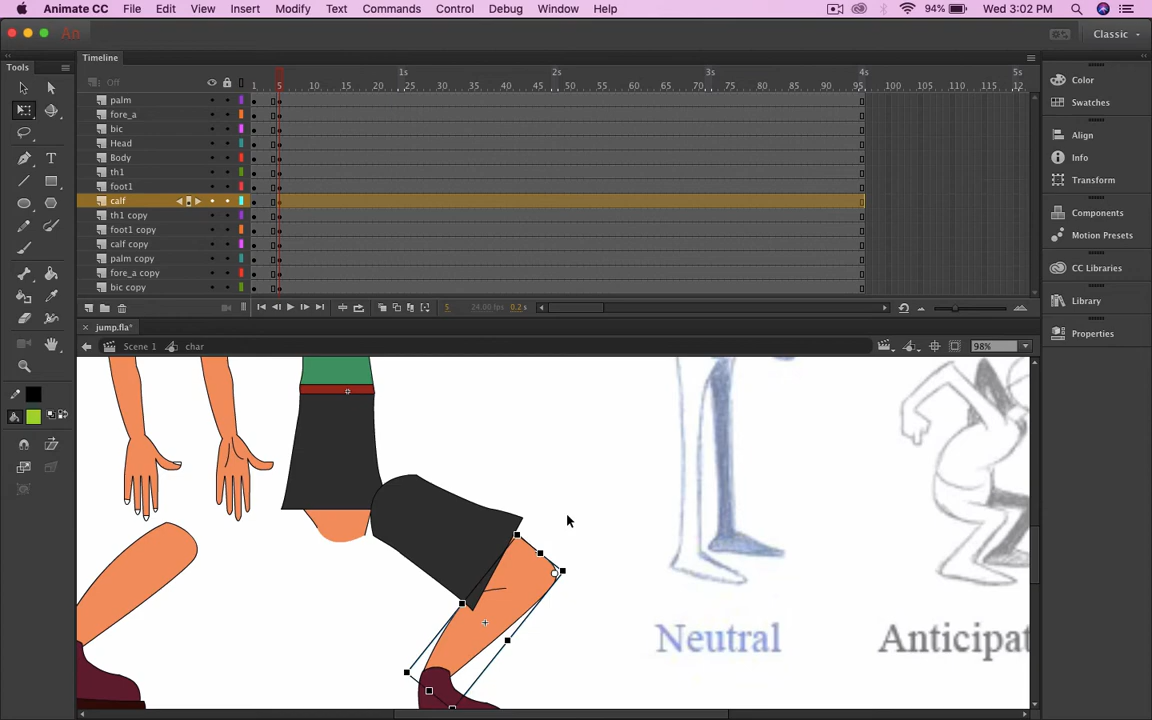 Animate CC File Edit View Insert Modify Text Commands Control Debug Window Help 94% Wed 3:02 PM
An Classic
Tools
Timeline
Off 1s 2s 3s 4s 5s
1 5 10 15 20 25 30 35 40 45 50 55 60 65 70 75 80 85 90 95 100 105 110 115 12
palm
fore_a
bic
Head
Body
th1
foot1
calf
th1 copy
foot1 copy
calf copy
palm copy
fore_a copy
bic copy
5 24.00 fps 0.2 s
jump.fla*
Scene 1 char 98%
Color
Swatches
Align
Info
Transform
Components
Motion Presets
CC Libraries
Library
Properties
Neutral
Anticipat